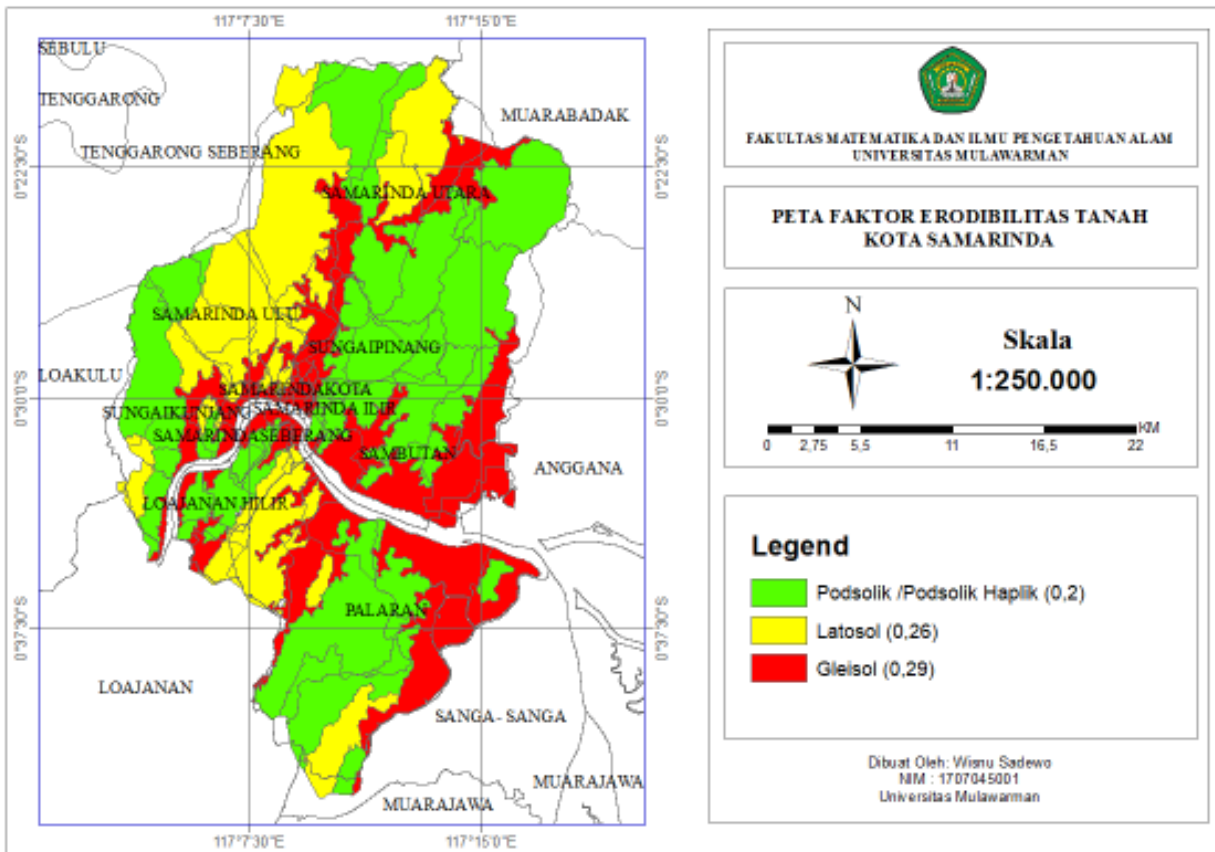 117°7'30"E
117°15'0"E
SEBULU
TENGGARONG
MUARABADAK
TENGGARONG SEBERANG
0°22'30"S
0°22'30"S
SAMARINDA UTARA
SAMARINDA ULU
SUNGAIPINANG
LOAKULU
SAMARINDAKOTA
0°30'0"S
0°30'0"S
SUNGAIKUNJANG
SAMARINDA ILIR
SAMARINDASEBERANG
SAMBUTAN
ANGGANA
LOAJANAN HILIR
PALARAN
0°37'30"S
0°37'30"S
LOAJANAN
SANGA- SANGA
MUARAJAWA
MUARAJAWA
117°7'30"E
117°15'0"E
FAKULTAS MATEMATIKA DAN ILMU PENGETAHUAN ALAM
UNIVERSITAS MULAWARMAN
PETA FAKTOR ERODIBILITAS TANAH
KOTA SAMARINDA
N
Skala
1:250.000
KM
0 2,75 5,5 11 16,5 22
Legend
Podsolik /Podsolik Haplik (0,2)
Latosol (0,26)
Gleisol (0,29)
Dibuat Oleh: Wisnu Sadewo
NIM : 1707045001
Universitas Mulawarman